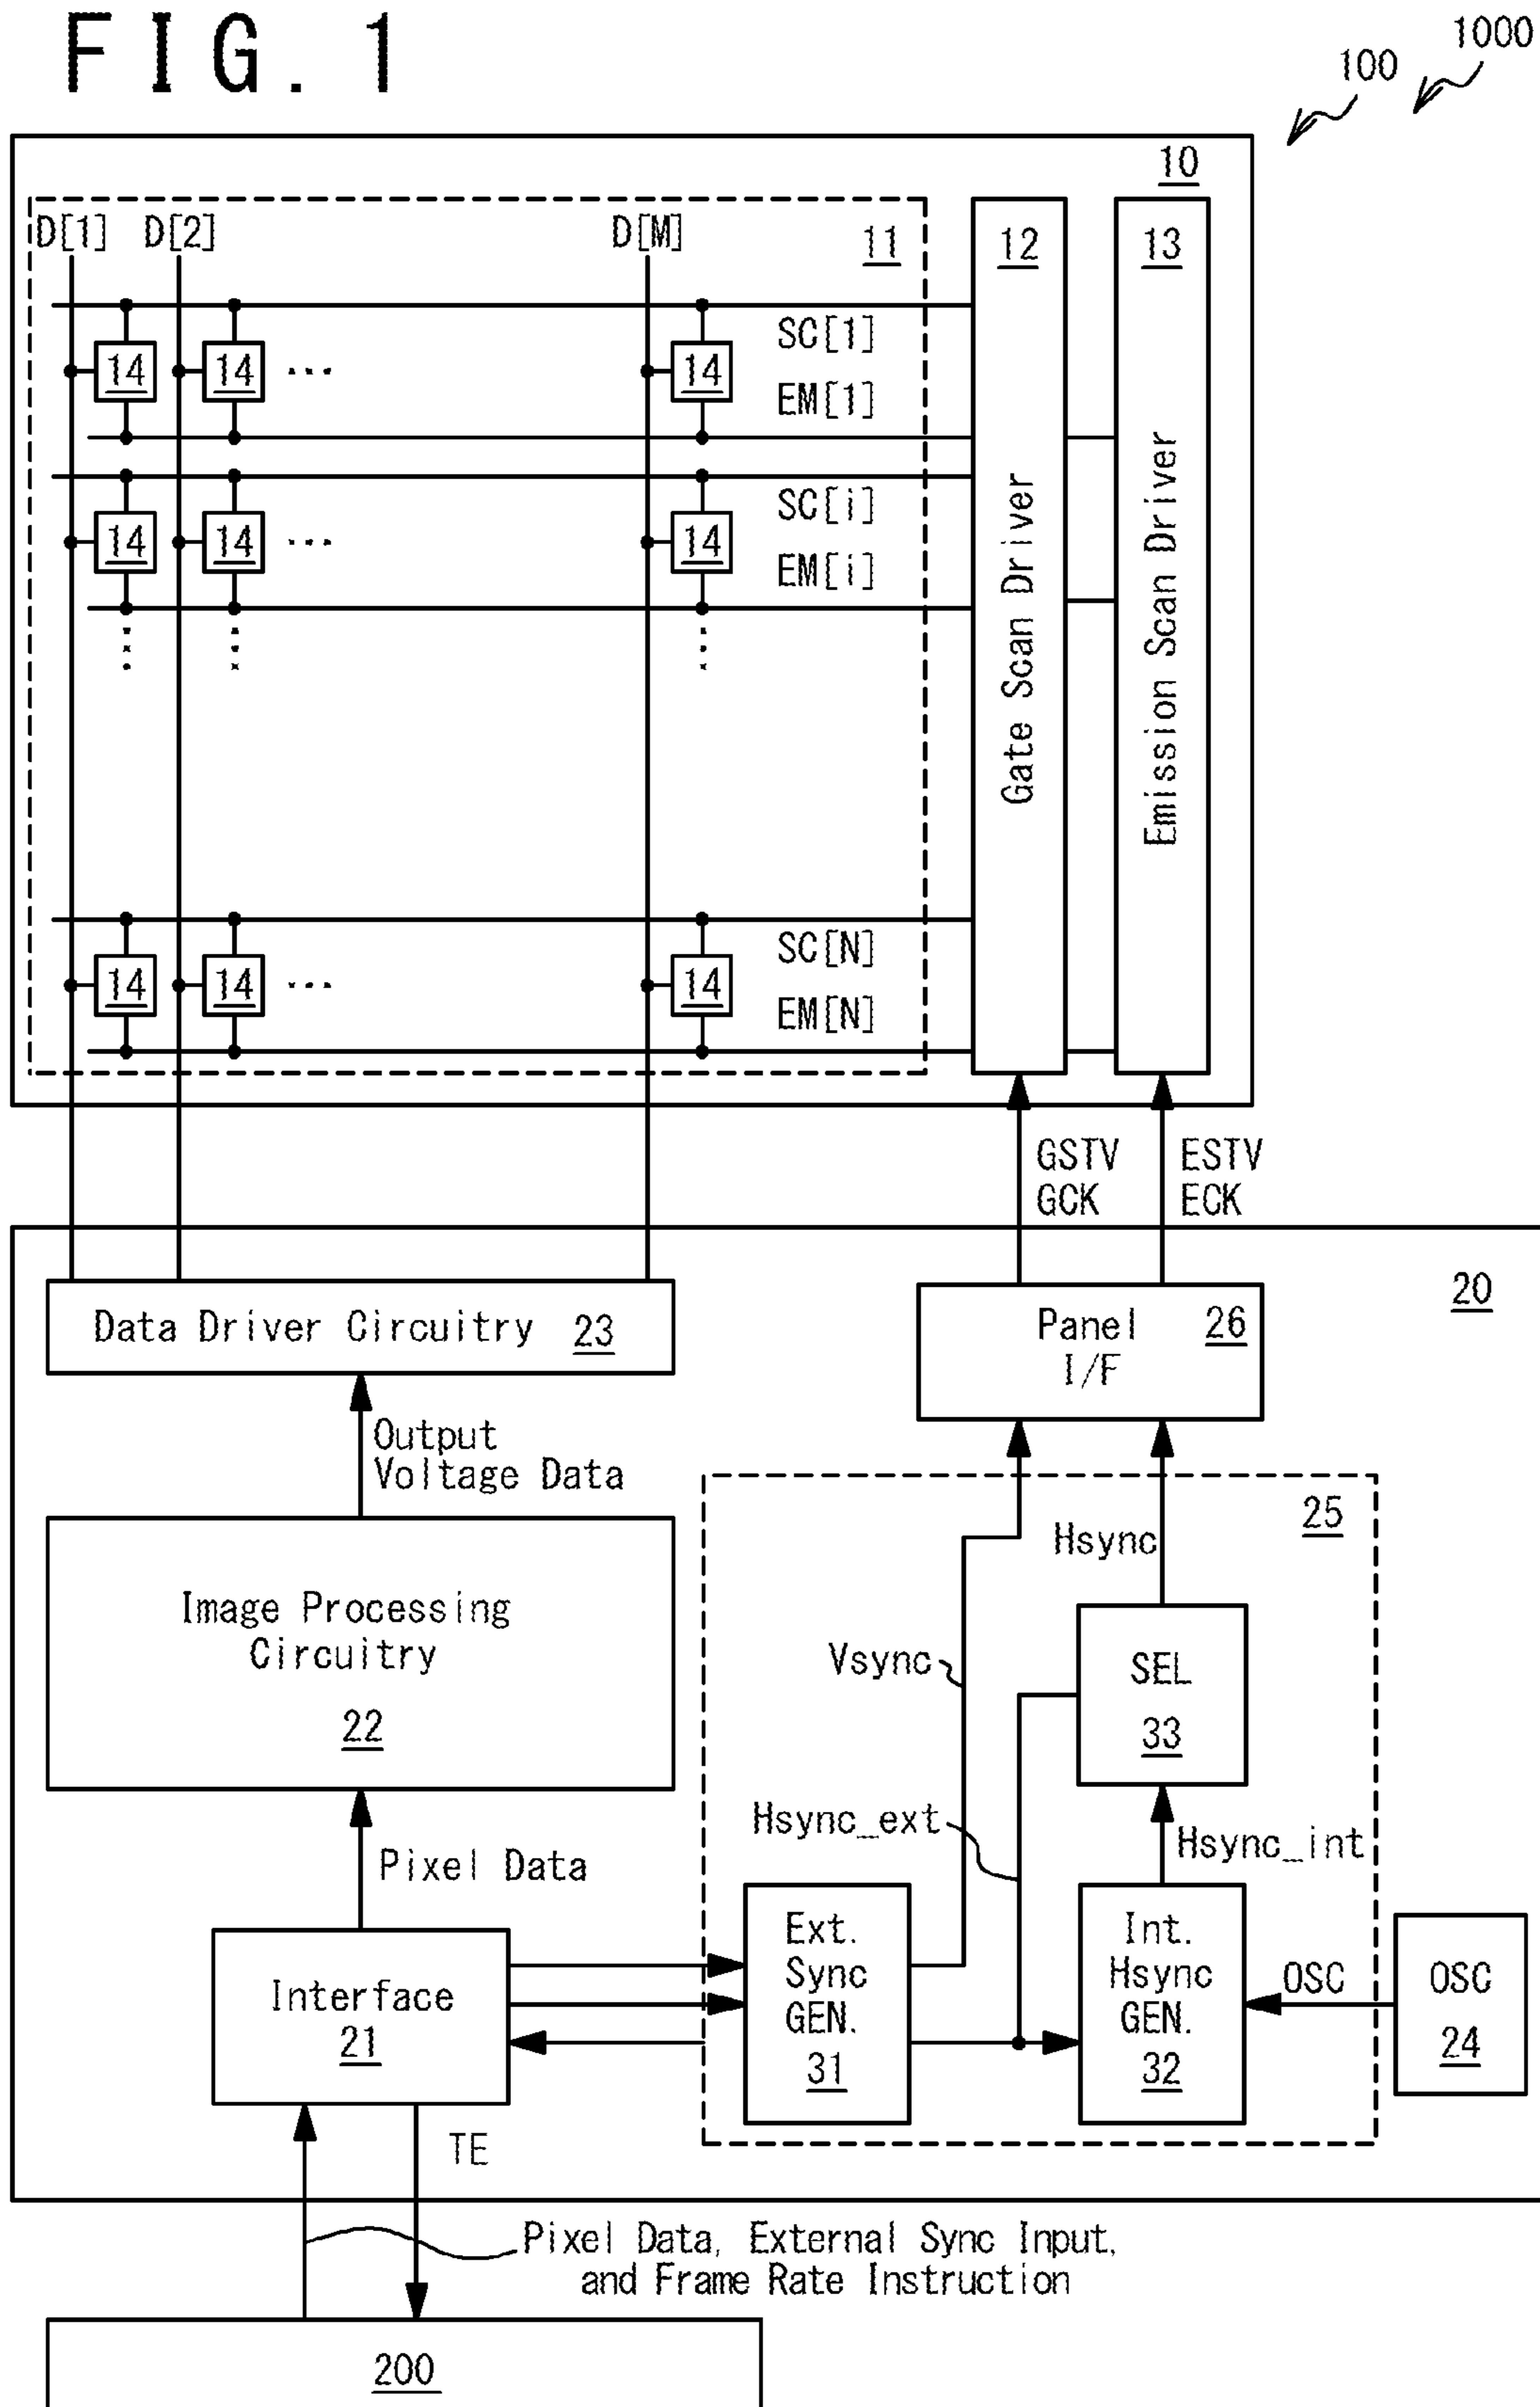 FIG. 1
1000
100
10
D[1] D[2] D[M] 11 12 13
SC[1]
14 14 ... 14
EM[1]
SC[i]
14 14 ... 14
EM[i]
Gate Scan Driver
Emission Scan Driver
SC[N]
14 14 ... 14
EM[N]
GSTV
GCK
ESTV
ECK
20
Data Driver Circuitry 23
Panel
I/F
26
Output
Voltage Data
25
Hsync
Image Processing
Circuitry
22
Vsync
SEL
33
Hsync_ext
Hsync_int
Pixel Data
Interface
21
Ext.
Sync
GEN.
31
Int.
Hsync
GEN.
32
OSC
OSC
24
TE
Pixel Data, External Sync Input,
and Frame Rate Instruction
200